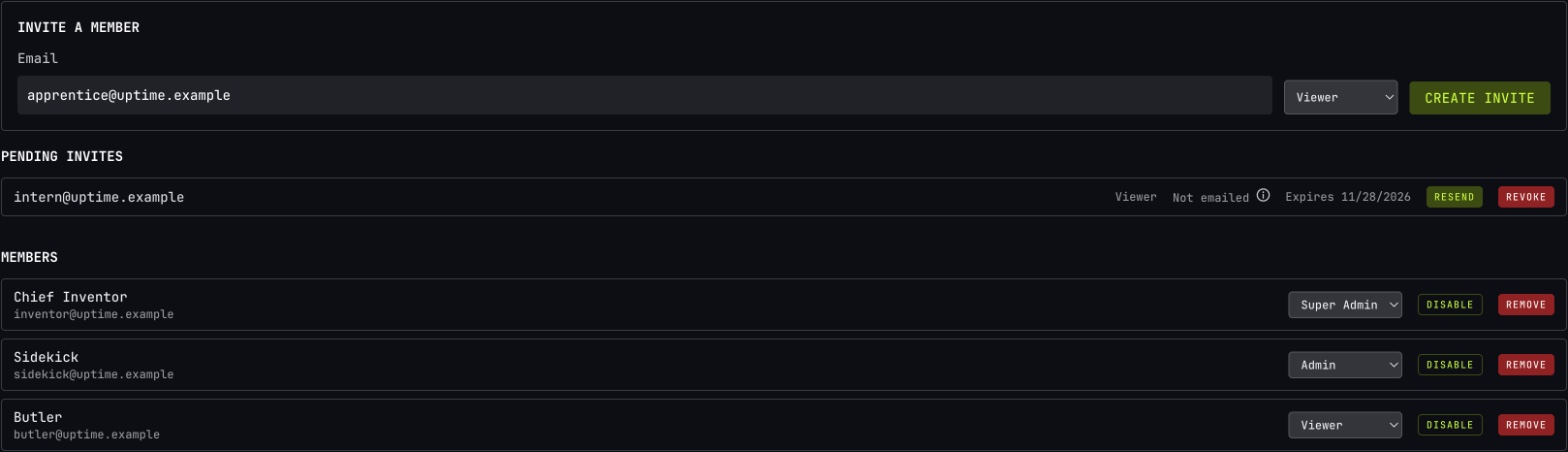 INVITE A MEMBER
Email
apprentice@uptime.example Viewer CREATE INVITE
PENDING INVITES
intern@uptime.example Viewer Not emailed Expires 11/28/2026 RESEND REVOKE
MEMBERS
Chief Inventor
inventor@uptime.example
Super Admin DISABLE REMOVE
Sidekick
sidekick@uptime.example
Admin DISABLE REMOVE
Butler
butler@uptime.example
Viewer DISABLE REMOVE